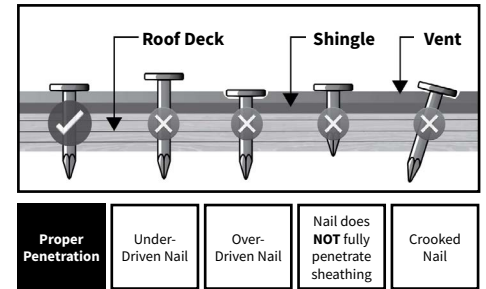 Roof Deck
Shingle
Vent
Proper
Penetration
Under-
Driven Nail
Over-
Driven Nail
Nail does
NOT fully
penetrate
sheathing
Crooked
Nail